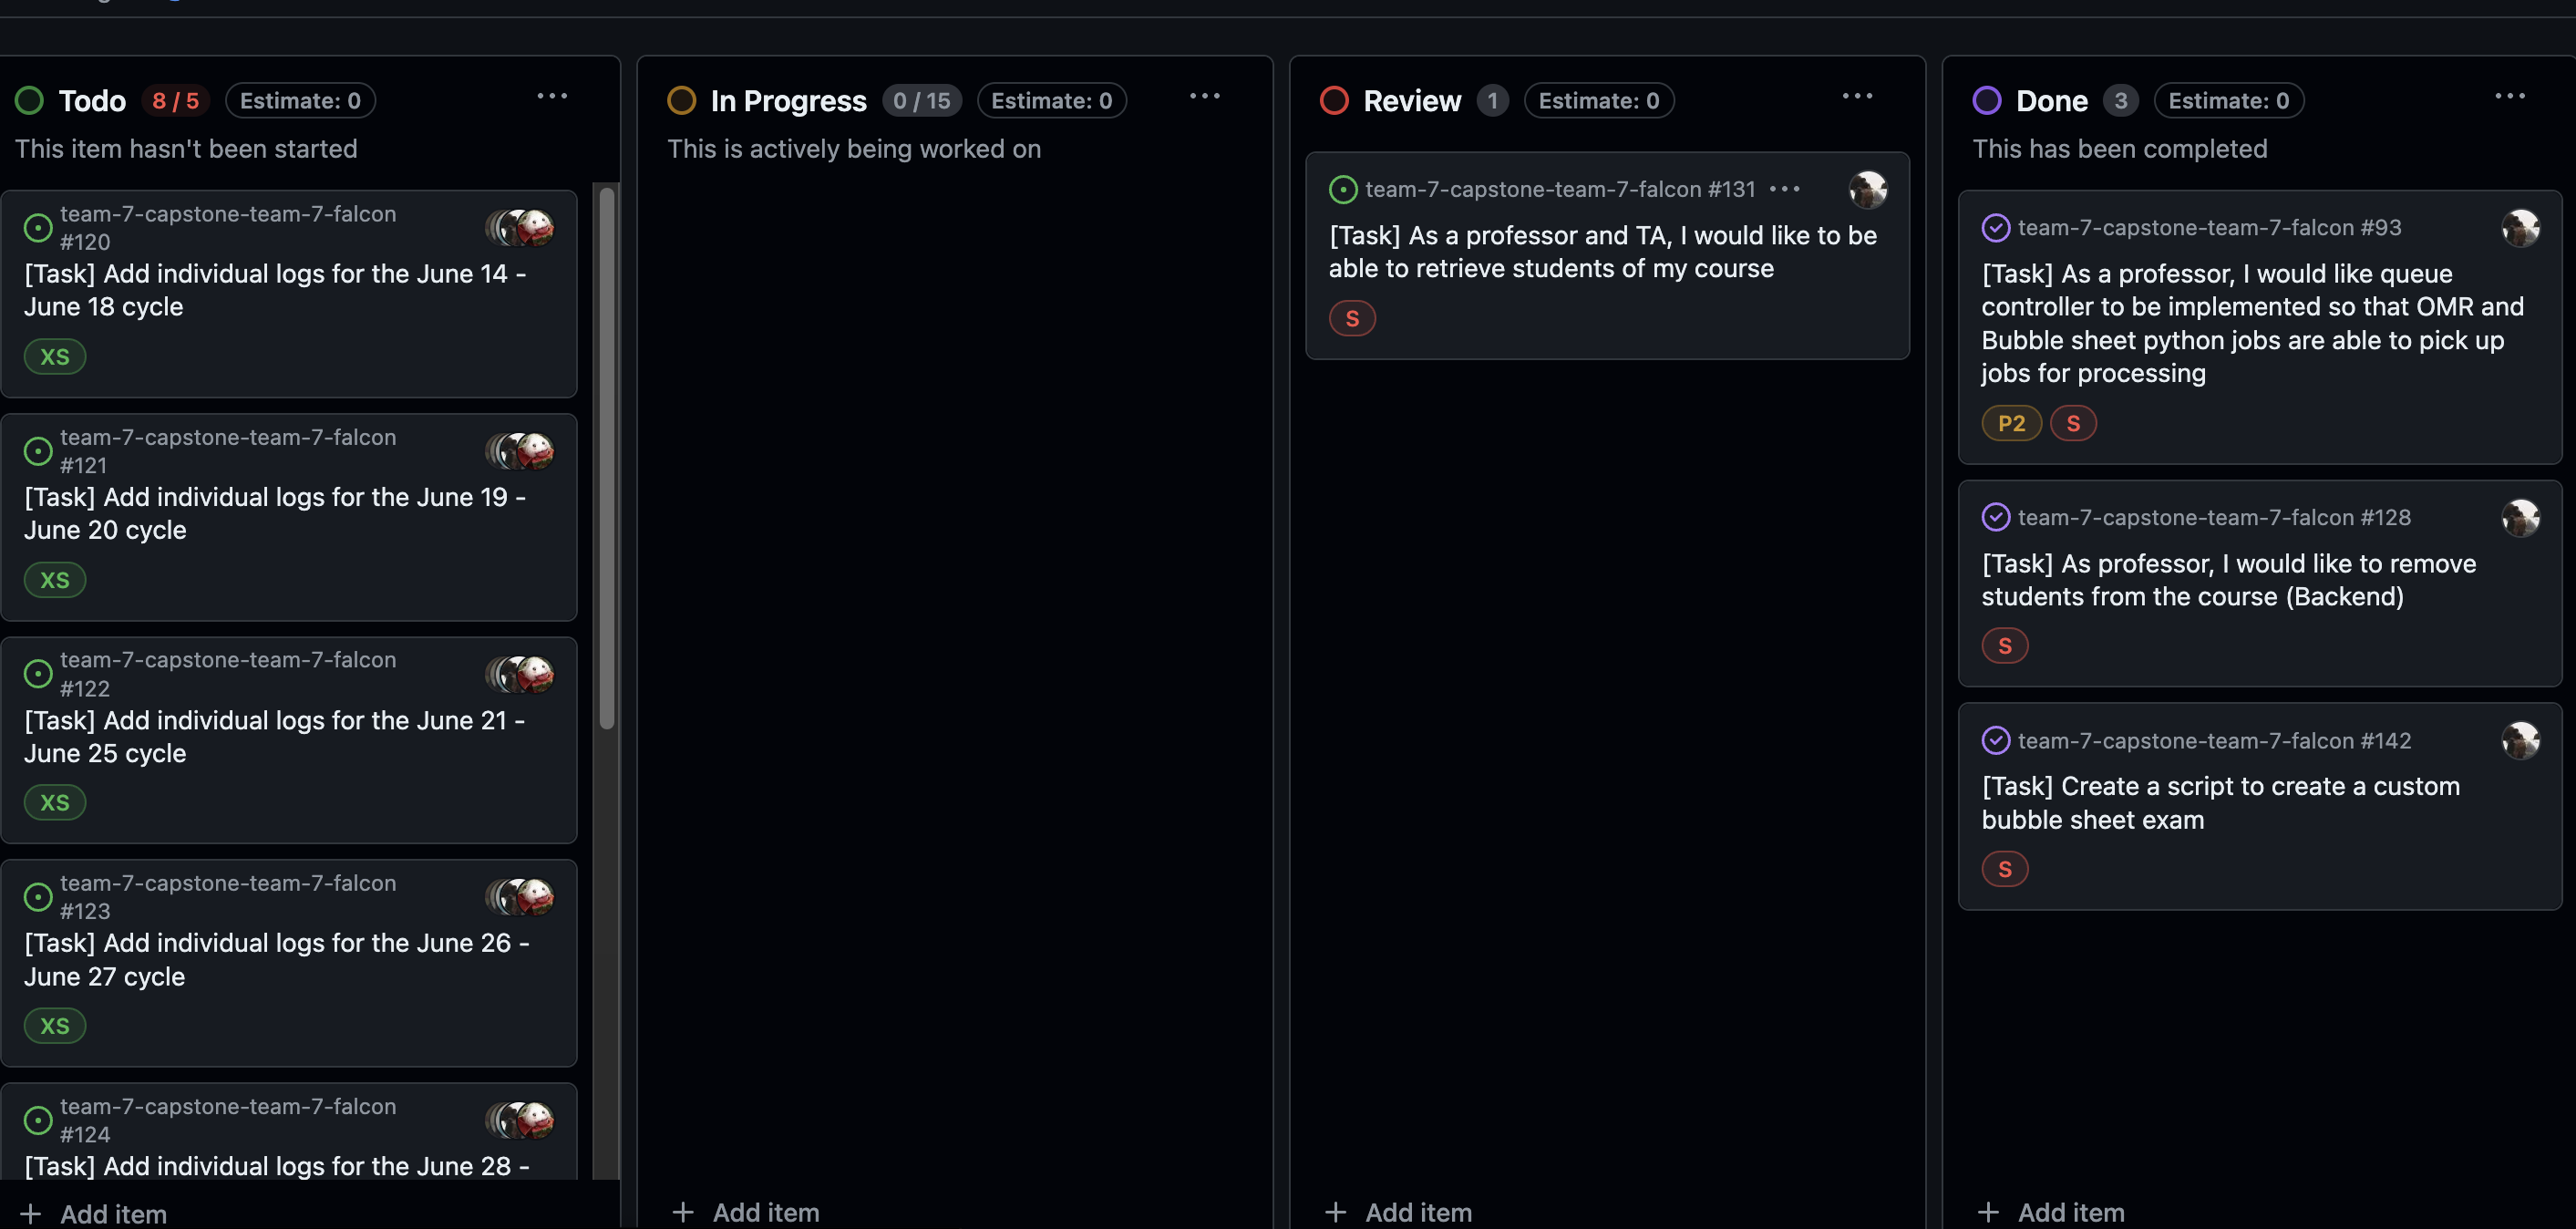 Todo 8 / 5 Estimate: 0
This item hasn't been started
team-7-capstone-team-7-falcon
#120
[Task] Add individual logs for the June 14 -
June 18 cycle
XS
team-7-capstone-team-7-falcon
#121
[Task] Add individual logs for the June 19 -
June 20 cycle
XS
team-7-capstone-team-7-falcon
#122
[Task] Add individual logs for the June 21 -
June 25 cycle
XS
team-7-capstone-team-7-falcon
#123
[Task] Add individual logs for the June 26 -
June 27 cycle
XS
team-7-capstone-team-7-falcon
#124
[Task] Add individual logs for the June 28 -
+ Add item
In Progress 0 / 15 Estimate: 0
This is actively being worked on
+ Add item
Review 1 Estimate: 0
team-7-capstone-team-7-falcon #131
[Task] As a professor and TA, I would like to be
able to retrieve students of my course
S
+ Add item
Done 3 Estimate: 0
This has been completed
team-7-capstone-team-7-falcon #93
[Task] As a professor, I would like queue
controller to be implemented so that OMR and
Bubble sheet python jobs are able to pick up
jobs for processing
P2 S
team-7-capstone-team-7-falcon #128
[Task] As professor, I would like to remove
students from the course (Backend)
S
team-7-capstone-team-7-falcon #142
[Task] Create a script to create a custom
bubble sheet exam
S
+ Add item